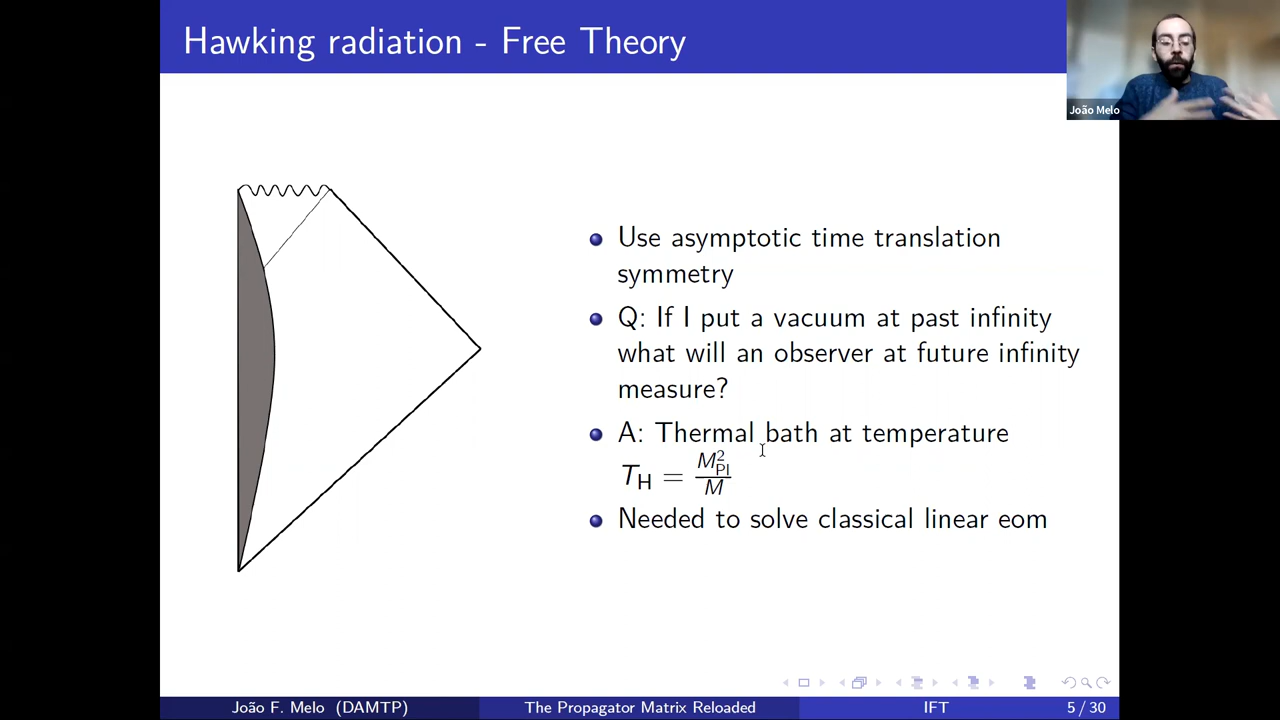 Hawking radiation - Free Theory
João Melo
Use asymptotic time translation
symmetry
Q: If I put a vacuum at past infinity
what will an observer at future infinity
measure?
A: Thermal bath at temperature
T_H = M_Pl^2 / M
Needed to solve classical linear eom
João F. Melo (DAMTP)
The Propagator Matrix Reloaded
IFT
5 / 30